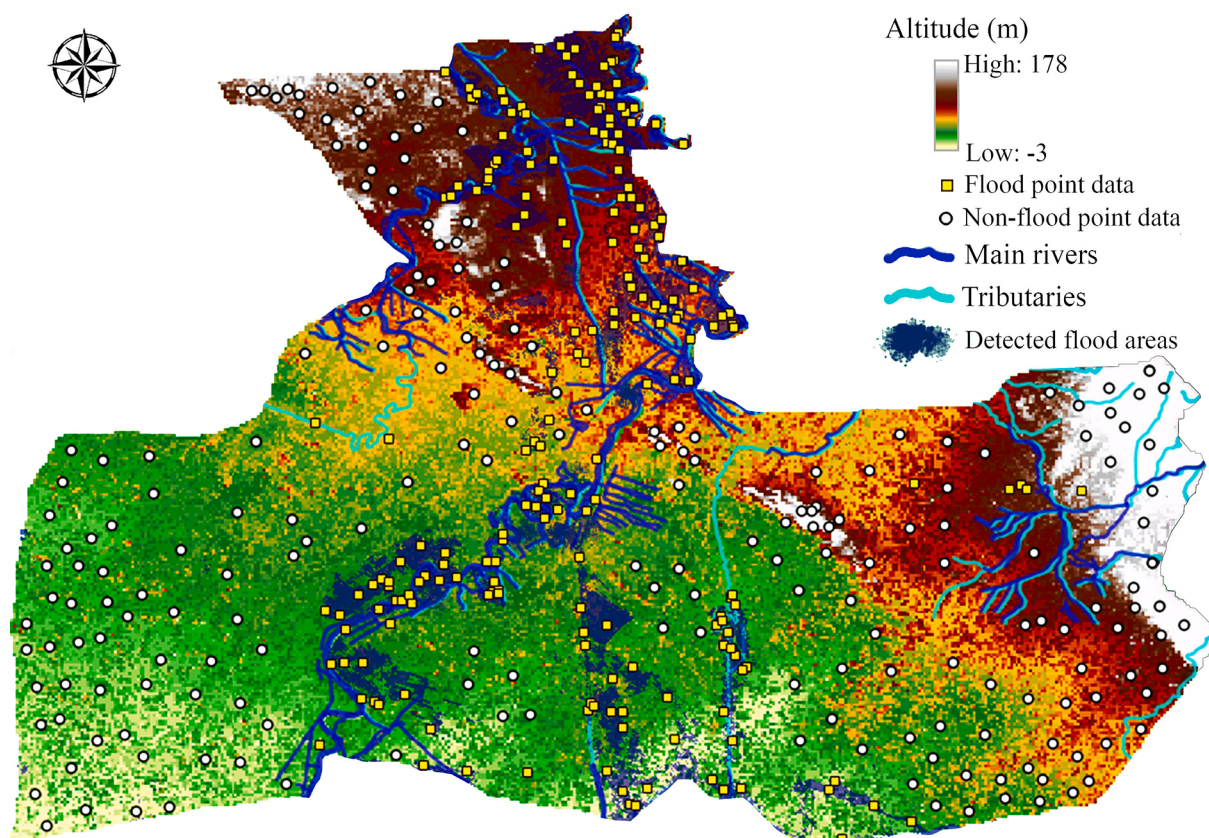 Altitude (m)
High: 178
Low: -3
Flood point data
Non-flood point data
Main rivers
Tributaries
Detected flood areas